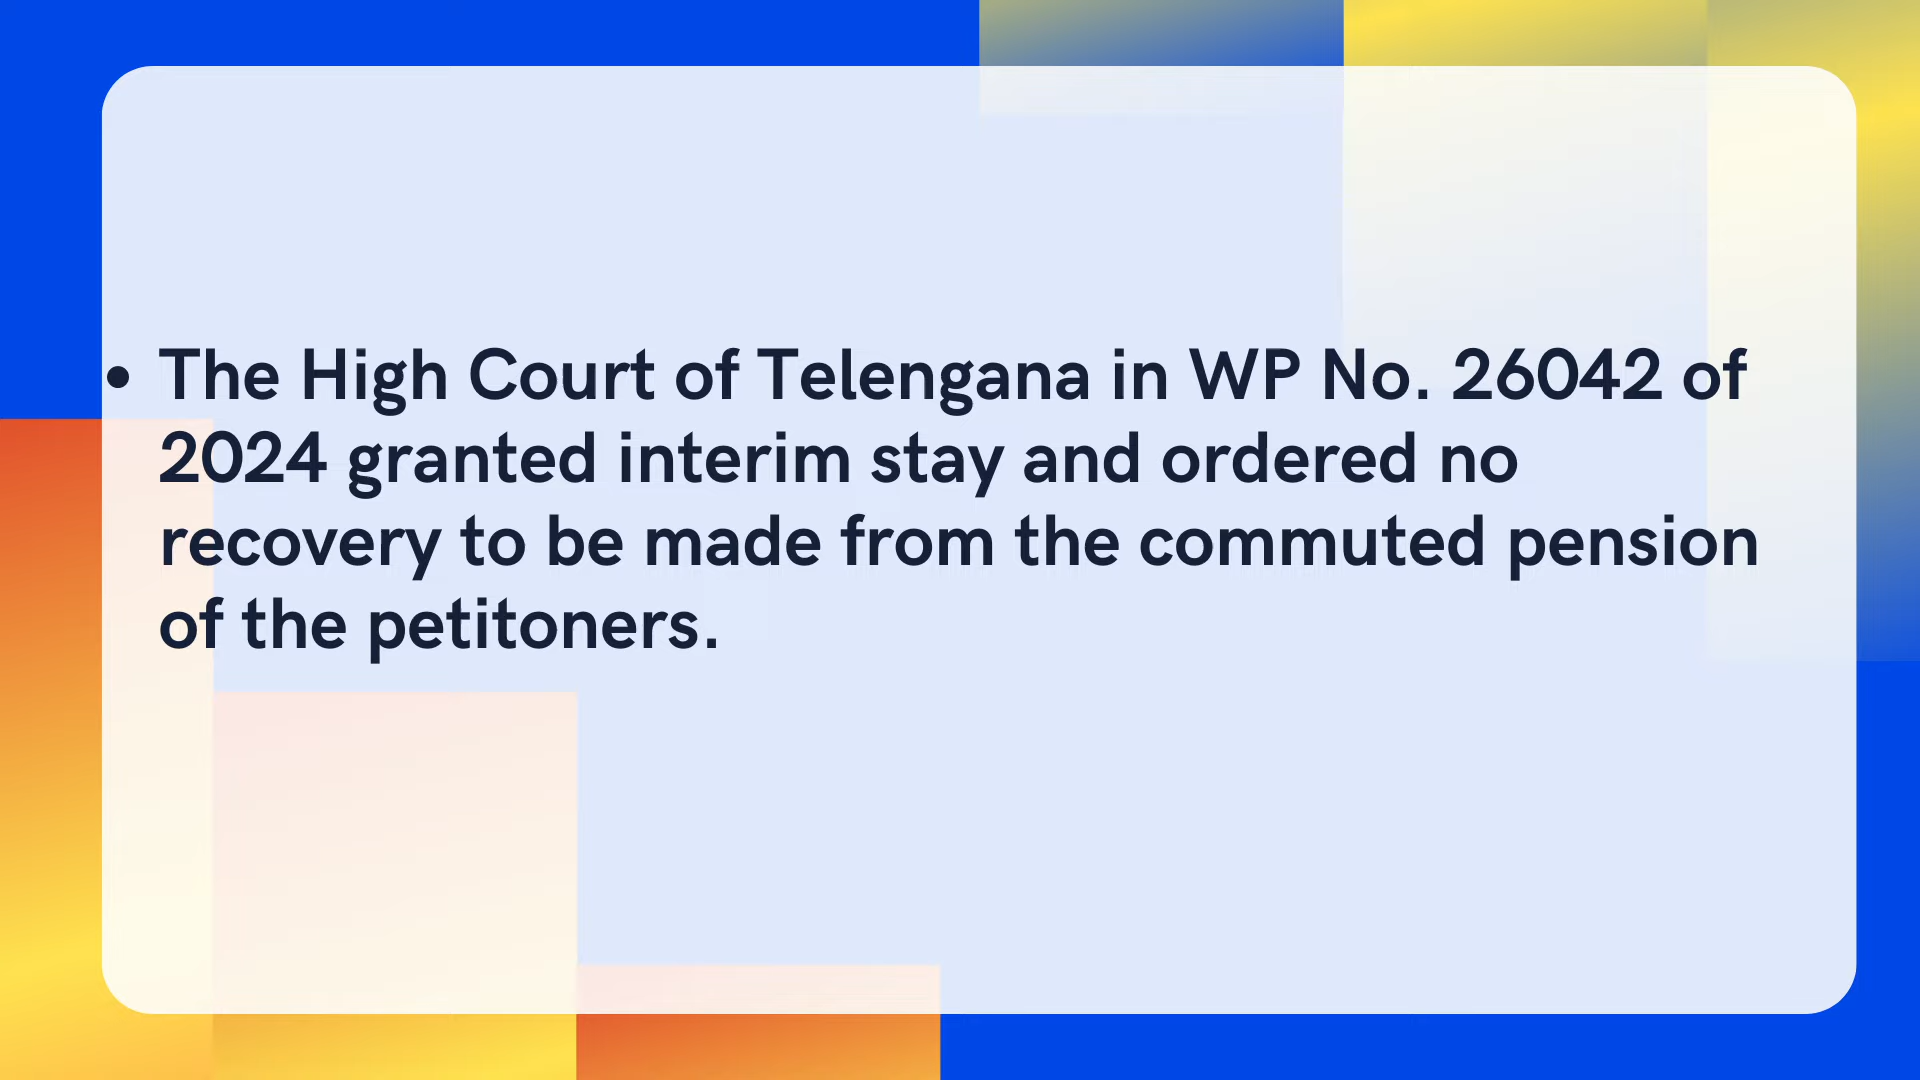 • The High Court of Telengana in WP No. 26042 of
2024 granted interim stay and ordered no
recovery to be made from the commuted pension
of the petitoners.